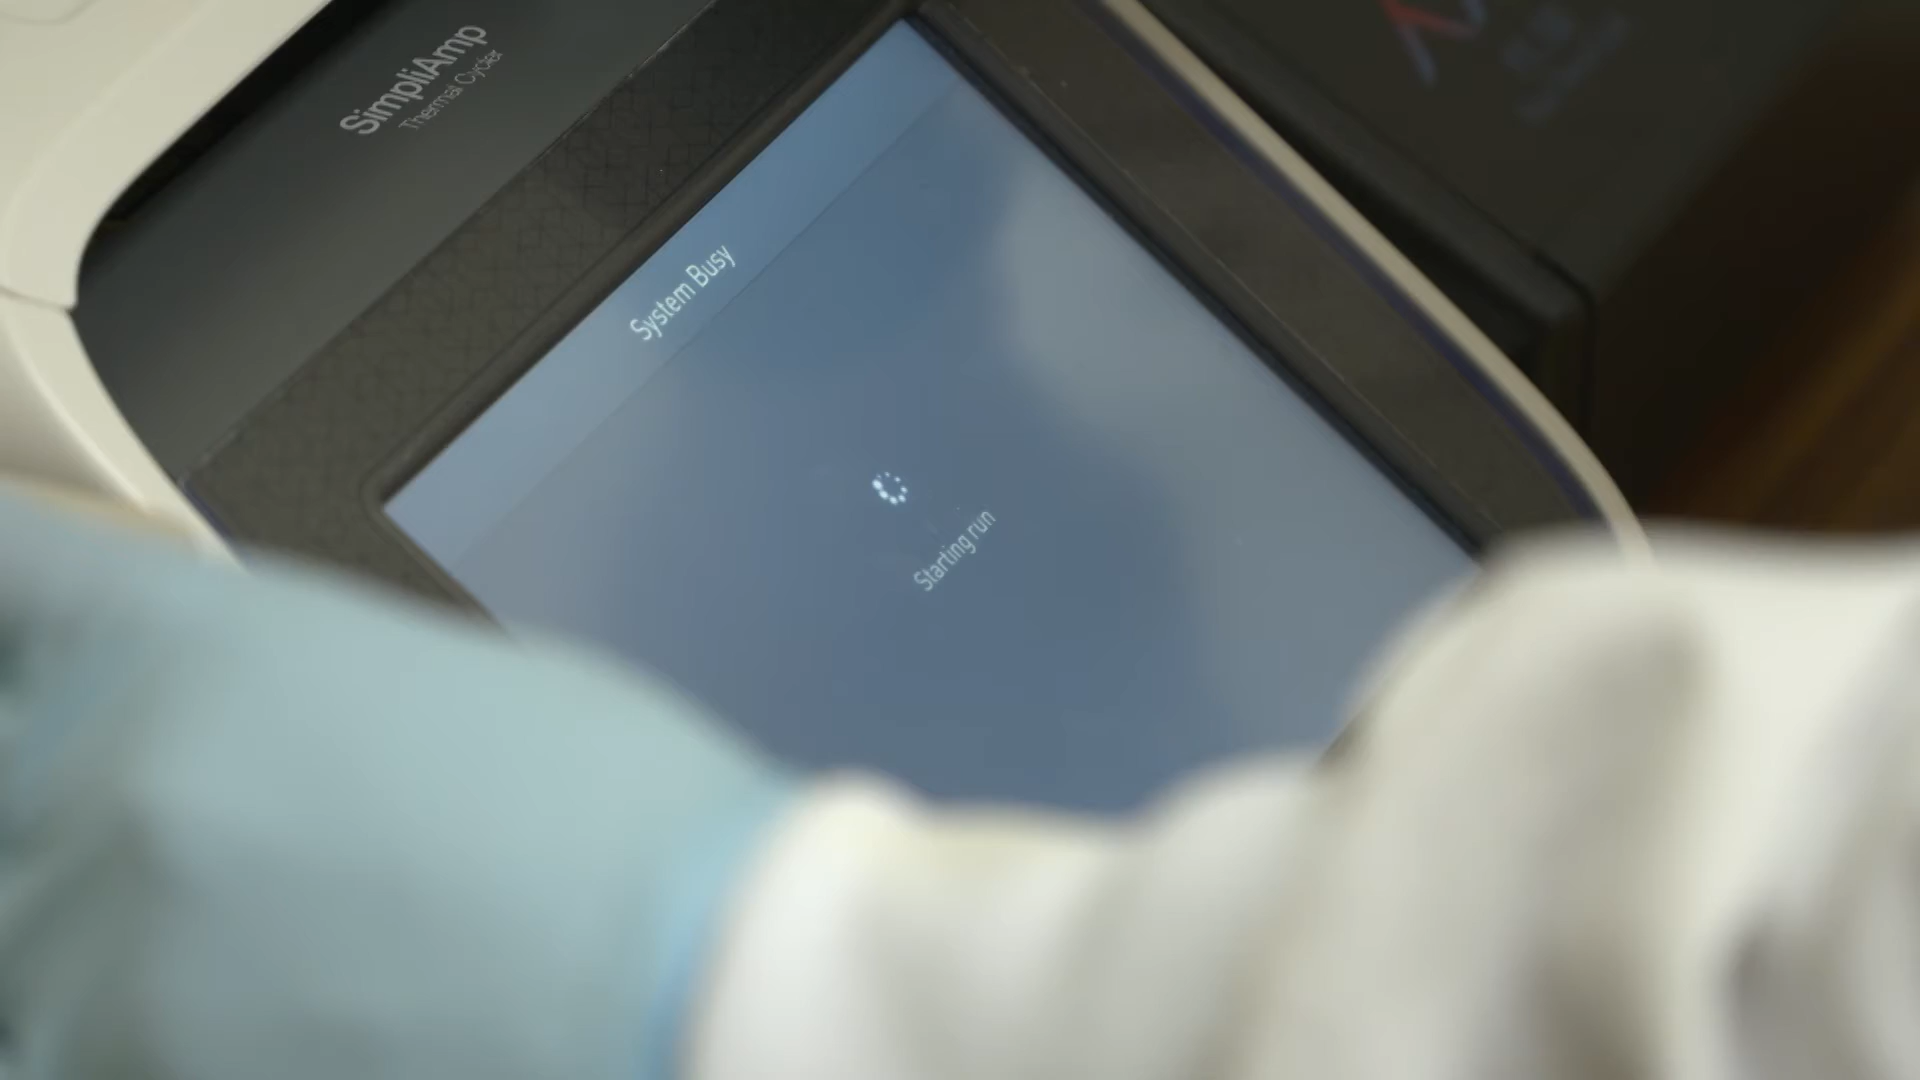 SimpliAmp
Thermal Cycler
System Busy
Starting run